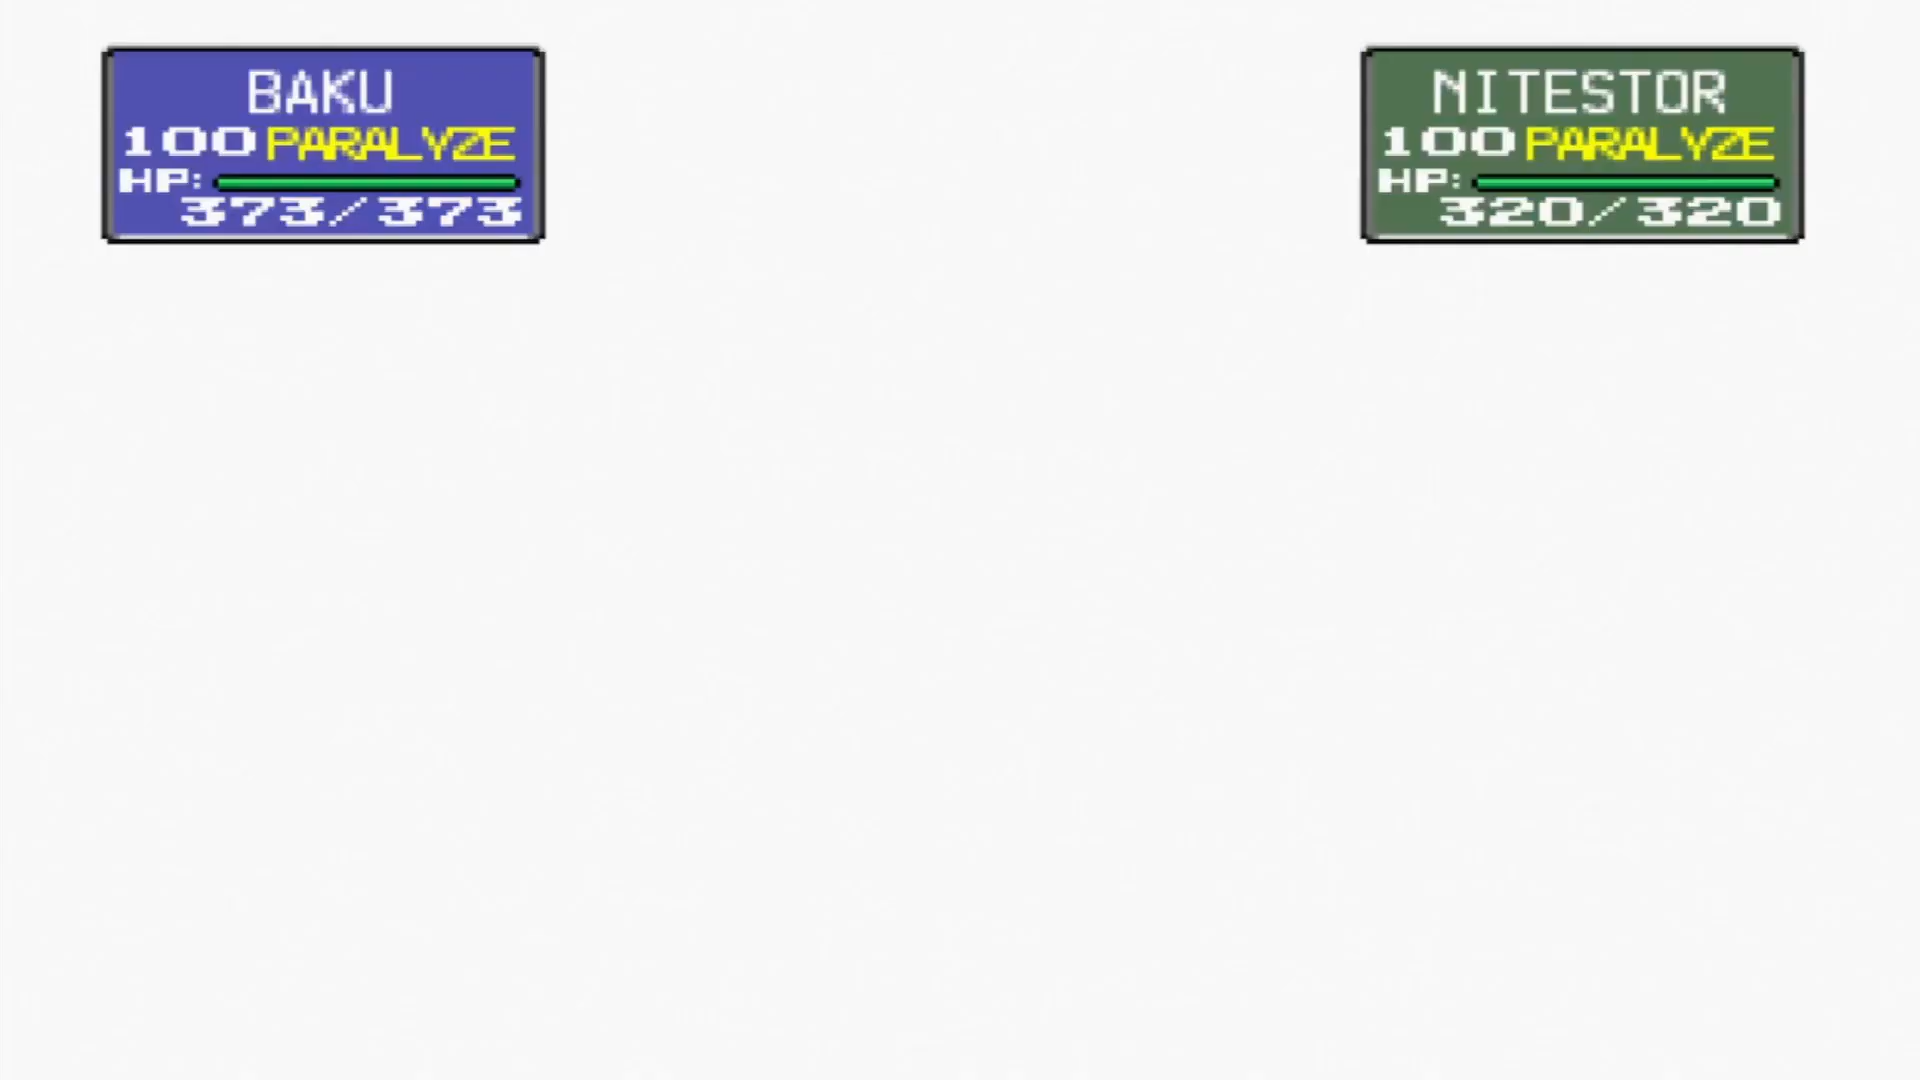 BAKU
100 PARALYZE
HP:
373/373
NITESTOR
100 PARALYZE
HP:
320/320